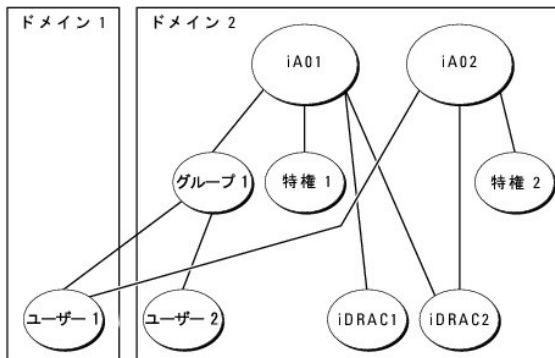 ドメイン 1
ドメイン 2
iA01
iA02
グループ 1
特権 1
特権 2
ユーザー 1
ユーザー 2
iDRAC1
iDRAC2